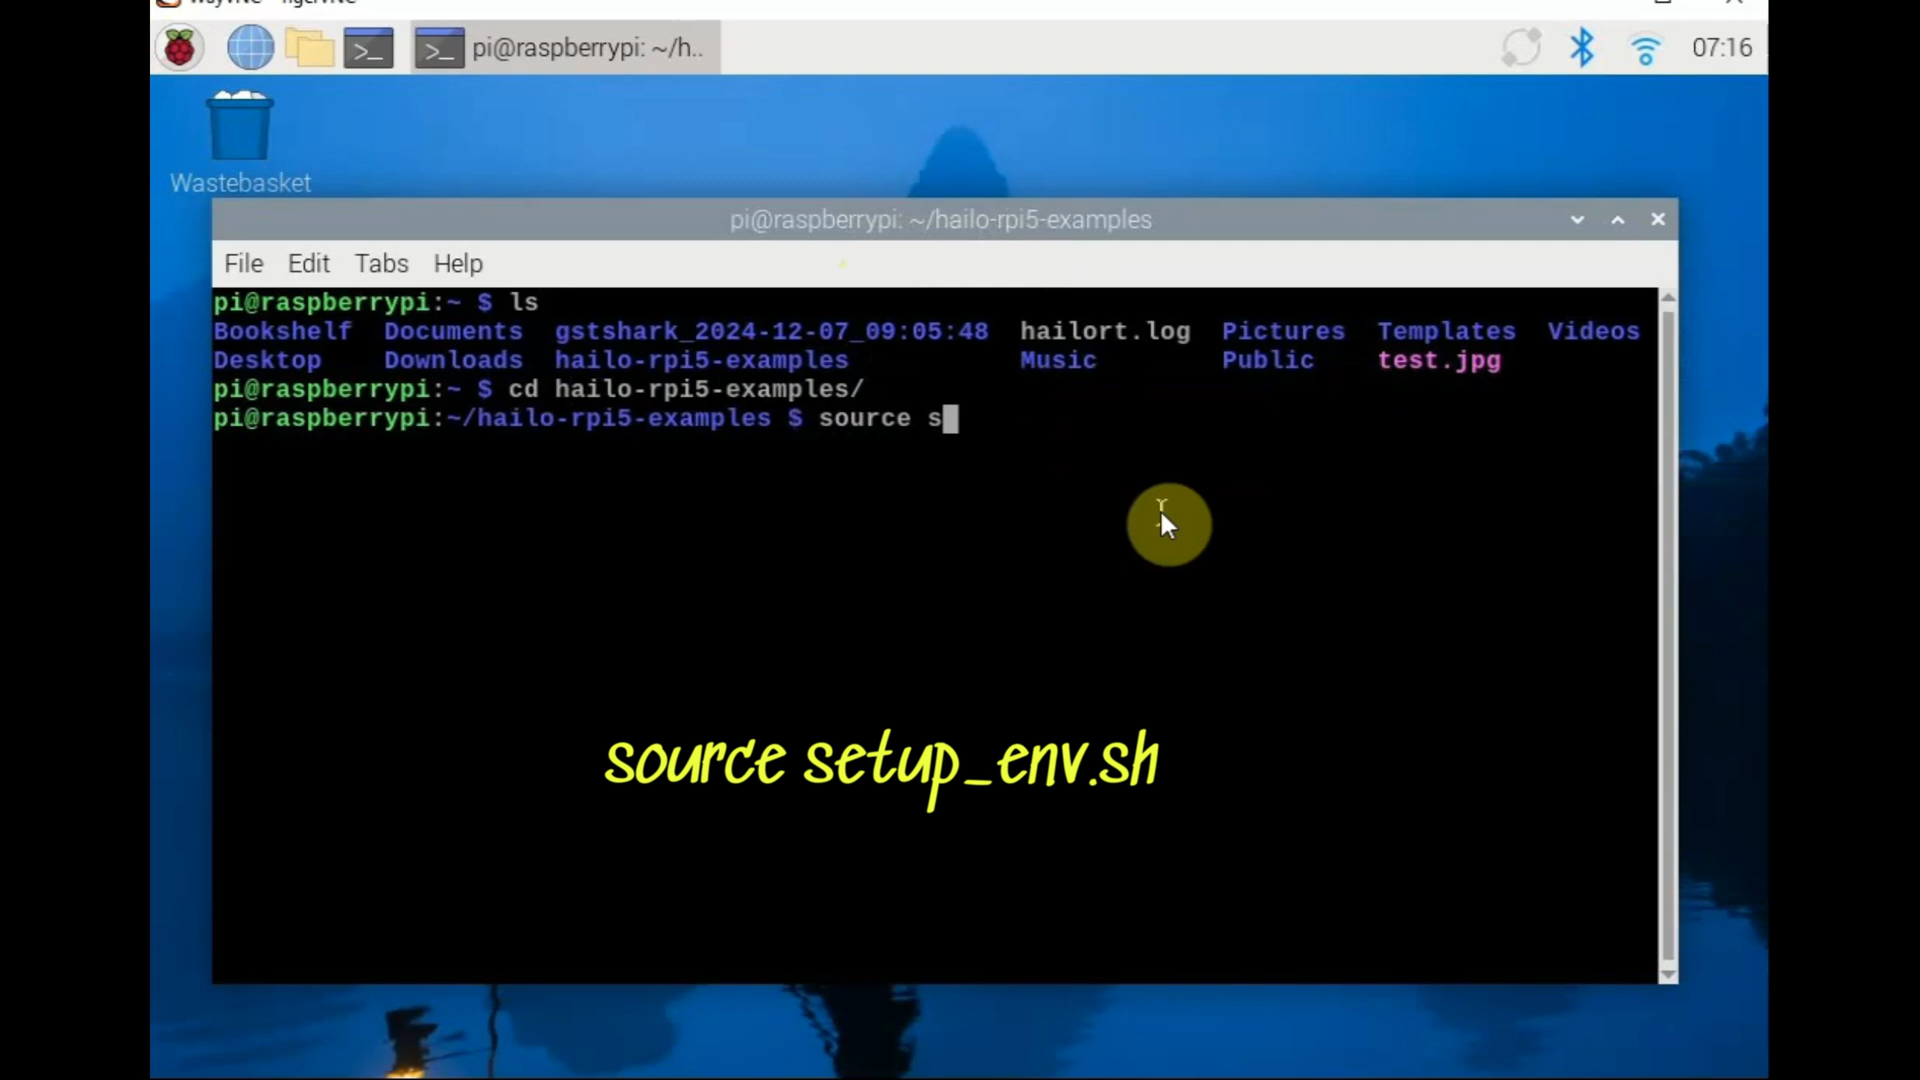 pi@raspberrypi: ~/h..
07:16
Wastebasket
pi@raspberrypi: ~/hailo-rpi5-examples
File Edit Tabs Help
pi@raspberrypi:~ $ ls
Bookshelf Documents gstshark_2024-12-07_09:05:48 hailort.log Pictures Templates Videos
Desktop Downloads hailo-rpi5-examples Music Public test.jpg
pi@raspberrypi:~ $ cd hailo-rpi5-examples/
pi@raspberrypi:~/hailo-rpi5-examples $ source s
source setup_env.sh